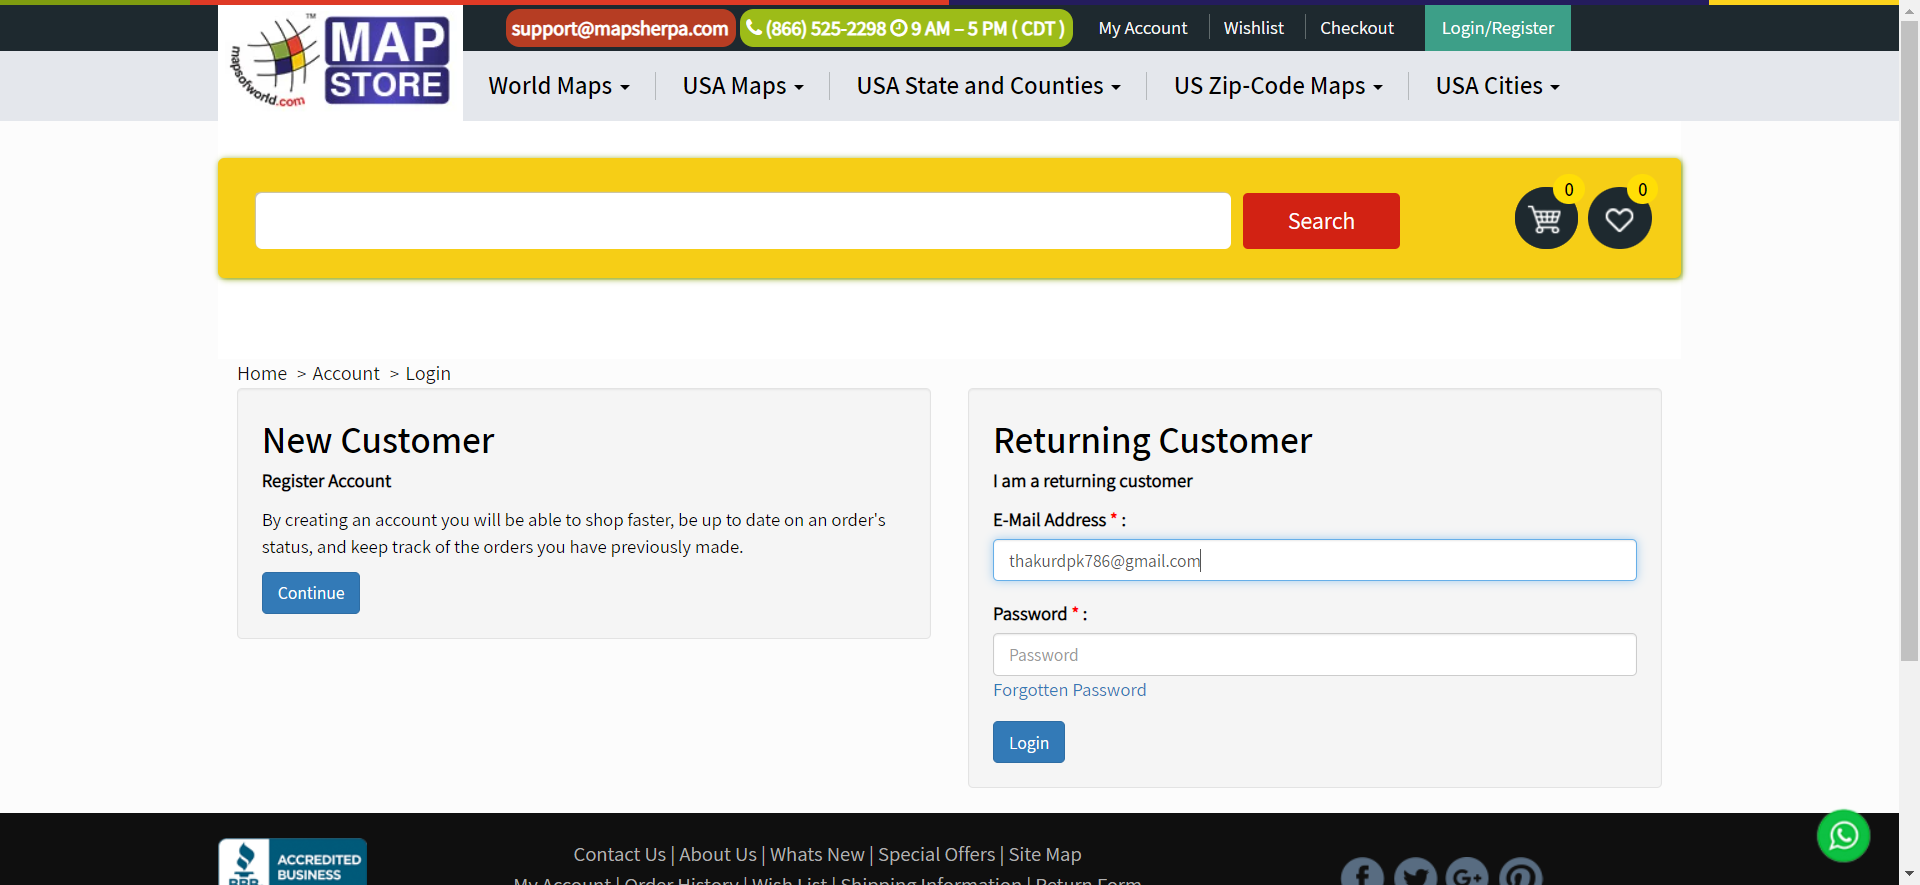 support@mapsherpa.com (866) 525-2298 9 AM – 5 PM ( CDT ) My Account Wishlist Checkout Login/Register
mapsofworld.com ™ MAP STORE
World Maps USA Maps USA State and Counties US Zip-Code Maps USA Cities
Search 0 0
Home > Account > Login
New Customer
Register Account
By creating an account you will be able to shop faster, be up to date on an order's
status, and keep track of the orders you have previously made.
Continue
Returning Customer
I am a returning customer
E-Mail Address * :
thakurdpk786@gmail.com
Password * :
Password
Forgotten Password
Login
ACCREDITED
BUSINESS
BBB
Contact Us | About Us | Whats New | Special Offers | Site Map
My Account | Order History | Wish List | Shipping Information | Return Form